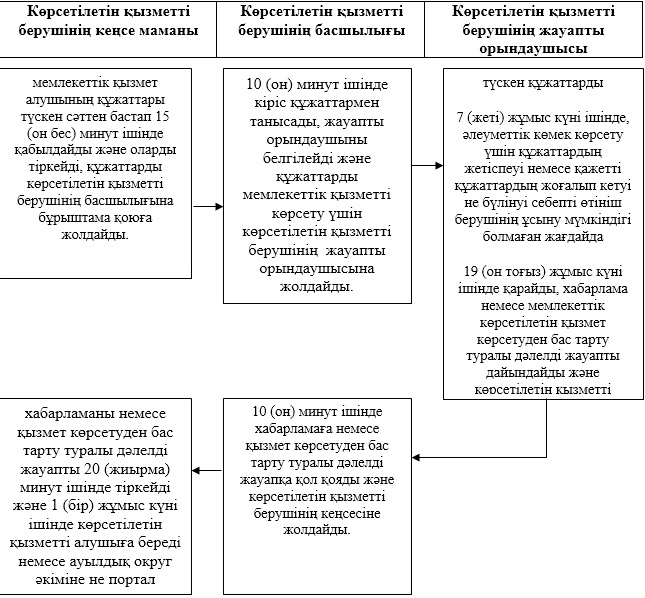 Көрсетілетін қызметті
берушінің кеңсе маманы
Көрсетілетін қызметті
берушінің басшылығы
Көрсетілетін қызметті
берушінің жауапты
орындаушысы
мемлекеттік қызмет
алушының құжаттары
түскен сәттен бастап 15
(он бес) минут ішінде
қабылдайды және оларды
тіркейді, құжаттарды
көрсетілетін қызметті
берушінің басшылығына
бұрыштама қоюға
жолдайды.
10 (он) минут ішінде
кіріс құжаттармен
танысады, жауапты
орындаушыны
белгілейді және
құжаттарды
мемлекеттік қызметті
көрсету үшін
көрсетілетін қызметті
берушінің жауапты
орындаушысына
жолдайды.
түскен құжаттарды
7 (жеті) жұмыс күні ішінде,
әлеуметтік көмек көрсету
үшін құжаттардың
жетіспеуі немесе қажетті
құжаттардың жоғалып кетуі
не бүлінуі себепті өтініш
берушінің ұсыну мүмкіндігі
болмаған жағдайда
19 (он тоғыз) жұмыс күні
ішінде қарайды, хабарлама
немесе мемлекеттік
көрсетілетін қызмет
көрсетуден бас тарту
туралы дәлелді жауапты
дайындайды және
көрсетілетін қызметті
10 (он) минут ішінде
хабарлаmaға немесе
қызмет көрсетуден бас
тарту туралы дәлелді
жауапқа қол қояды және
көрсетілетін қызметті
берушінің кеңсесіне
жолдайды.
хабарламаны немесе
қызмет көрсетуден бас
тарту туралы дәлелді
жауапты 20 (жиырма)
минут ішінде тіркейді
және 1 (бір) жұмыс күні
ішінде көрсетілетін
қызметті алушыға береді
немесе ауылдық округ
әкіміне не портал